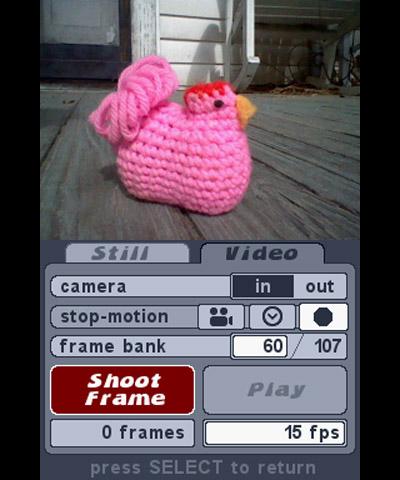 Still Video
camera in out
stop-motion
frame bank 60 / 107
Shoot Frame Play
0 frames 15 fps
press SELECT to return